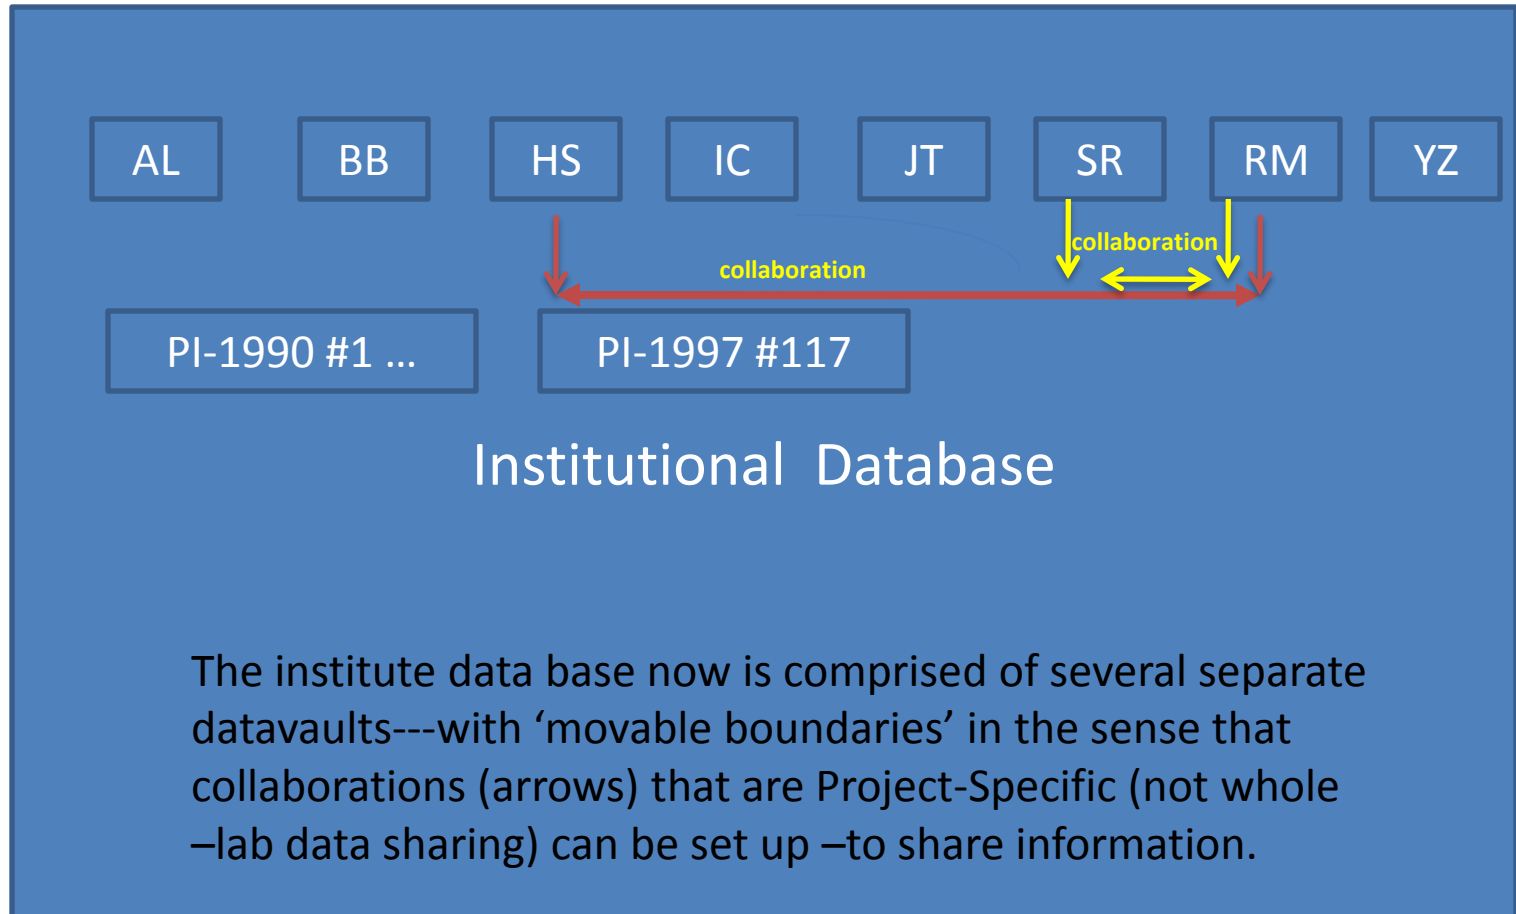 AL BB HS IC JT SR RM YZ
collaboration
collaboration
PI-1990 #1 ... PI-1997 #117
Institutional Database
The institute data base now is comprised of several separate
datavaults---with ‘movable boundaries’ in the sense that
collaborations (arrows) that are Project-Specific (not whole
–lab data sharing) can be set up –to share information.